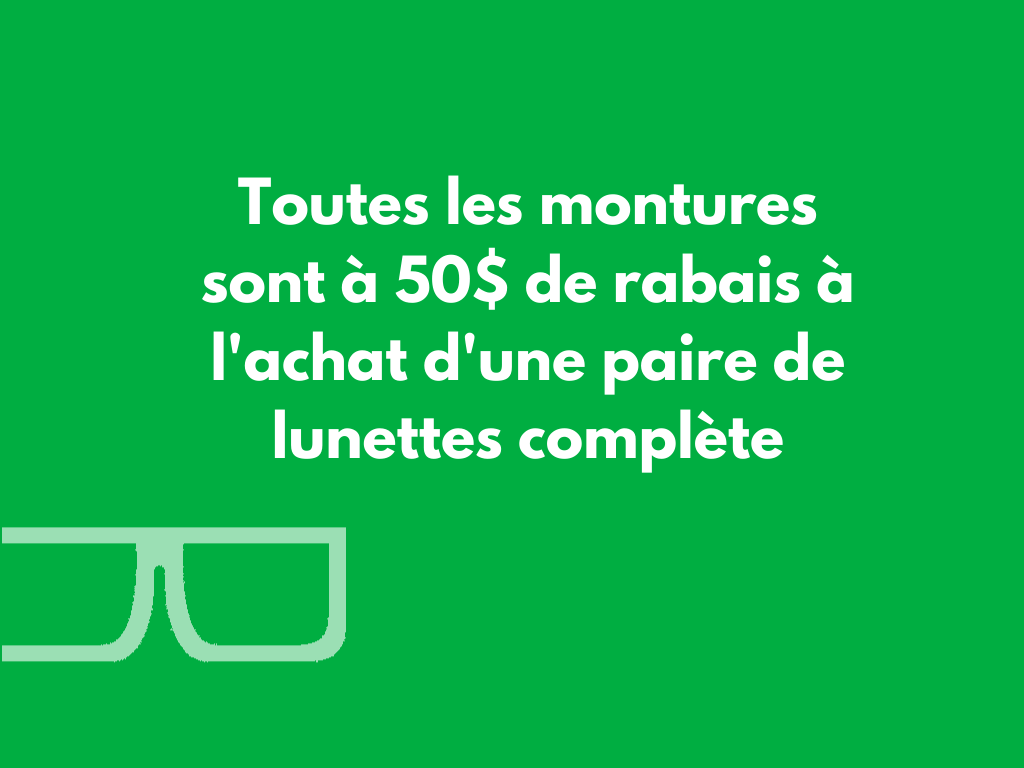 Toutes les montures
sont à 50$ de rabais à
l'achat d'une paire de
lunettes complète